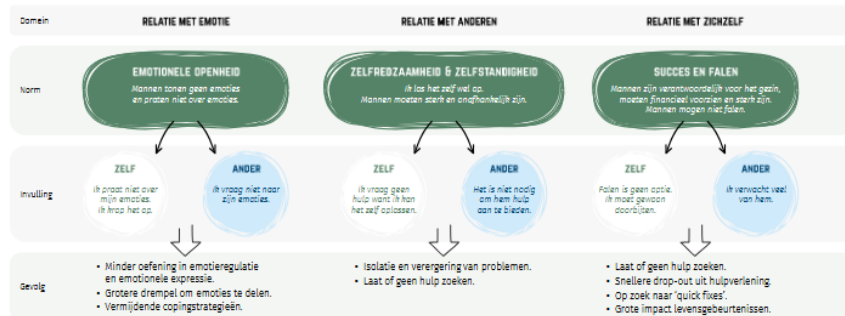 Domein
RELATIE MET EMOTIE
RELATIE MET ANDEREN
RELATIE MET ZICHZELF
Norm
EMOTIONELE OPENHEID
Mannen tonen geen emoties
en praten niet over emoties.
ZELFREDZAAMHEID & ZELFSTANDIGHEID
Ik los het zelf wel op.
Mannen moeten sterk en onafhankelijk zijn.
SUCCES EN FALEN
Mannen zijn verantwoordelijk voor het gezin,
moeten financieel voorzien en sterk zijn.
Mannen mogen niet falen.
Invulling
ZELF
Ik praat niet over
mijn emoties.
Ik krop het op.
ANDER
Ik vraag niet naar
zijn emoties.
ZELF
Ik vraag geen
hulp want ik kan
het zelf oplossen.
ANDER
Het is niet nodig
om hem hulp
aan te bieden.
ZELF
Falen is geen optie.
Ik moet gewoon
doorbijten.
ANDER
Ik verwacht veel
van hem.
Gevolg
• Minder oefening in emotieregulatie
en emotionele expressie.
• Grotere drempel om emoties te delen.
• Vermijdende copingstrategieën.
• Isolatie en verergering van problemen.
• Laat of geen hulp zoeken.
• Laat of geen hulp zoeken.
• Snellere drop-out uit hulpverlening.
• Op zoek naar 'quick fixes'.
• Grote impact levensgebeurtenissen.